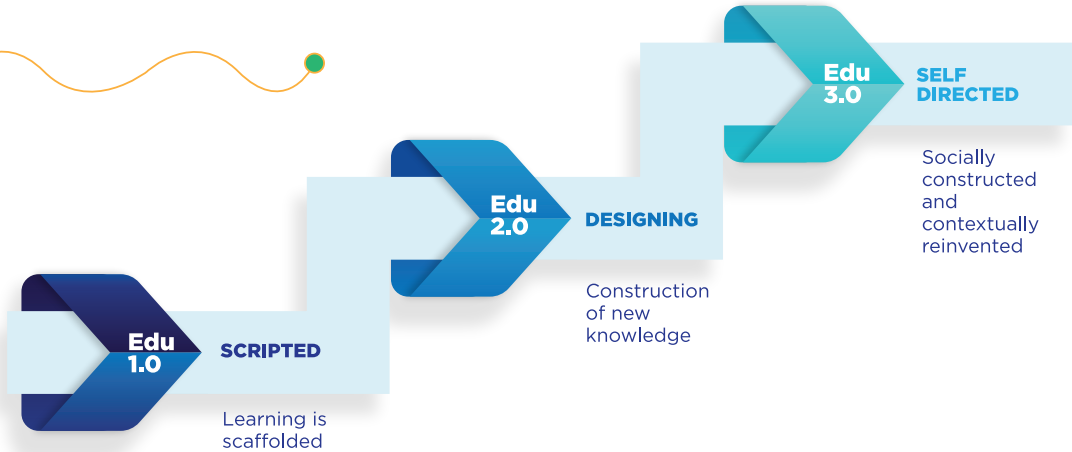 Edu
1.0
SCRIPTED
Learning is
scaffolded
Edu
2.0
DESIGNING
Construction
of new
knowledge
Edu
3.0
SELF
DIRECTED
Socially
constructed
and
contextually
reinvented